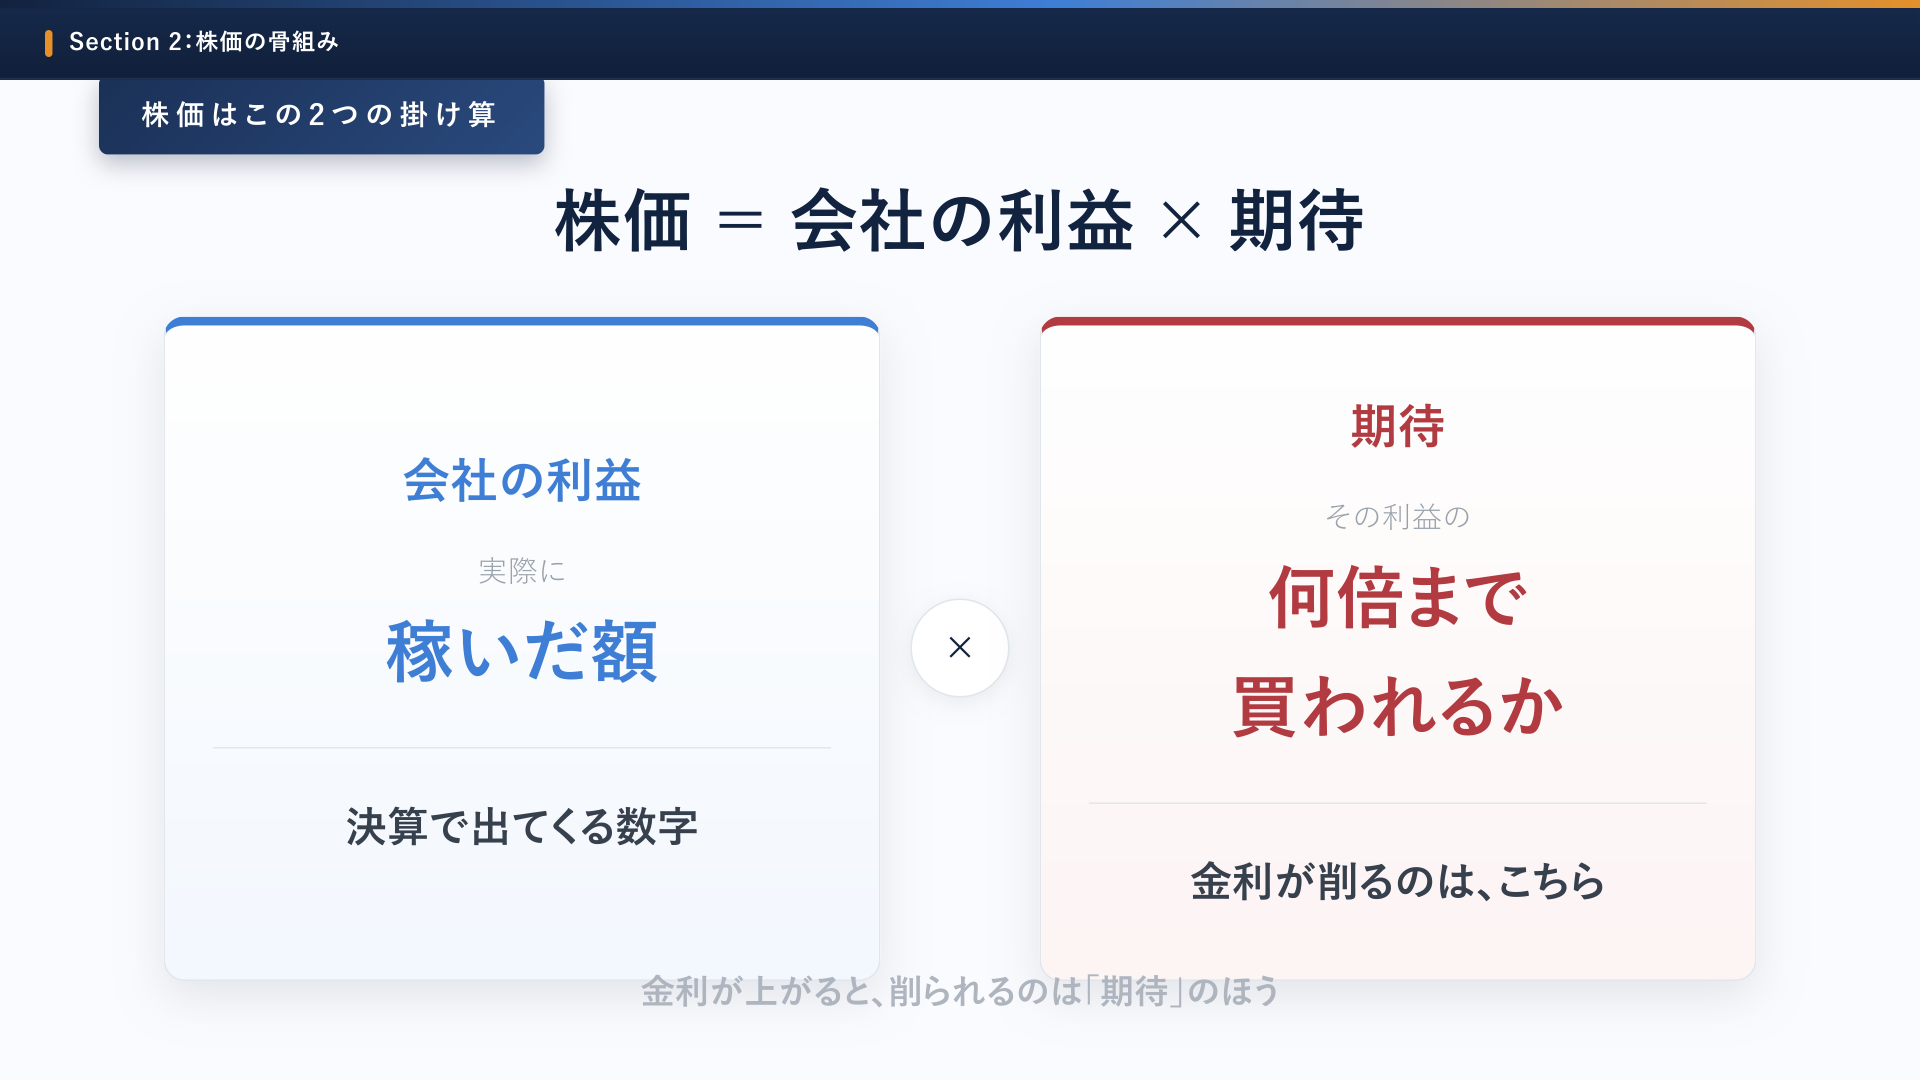 Section 2：株価の骨組み
株価はこの2つの掛け算
株価 ＝ 会社の利益 × 期待
会社の利益
実際に
稼いだ額
決算で出てくる数字
×
期待
その利益の
何倍まで
買われるか
金利が削るのは、こちら
金利が上がると、削られるのは「期待」のほう